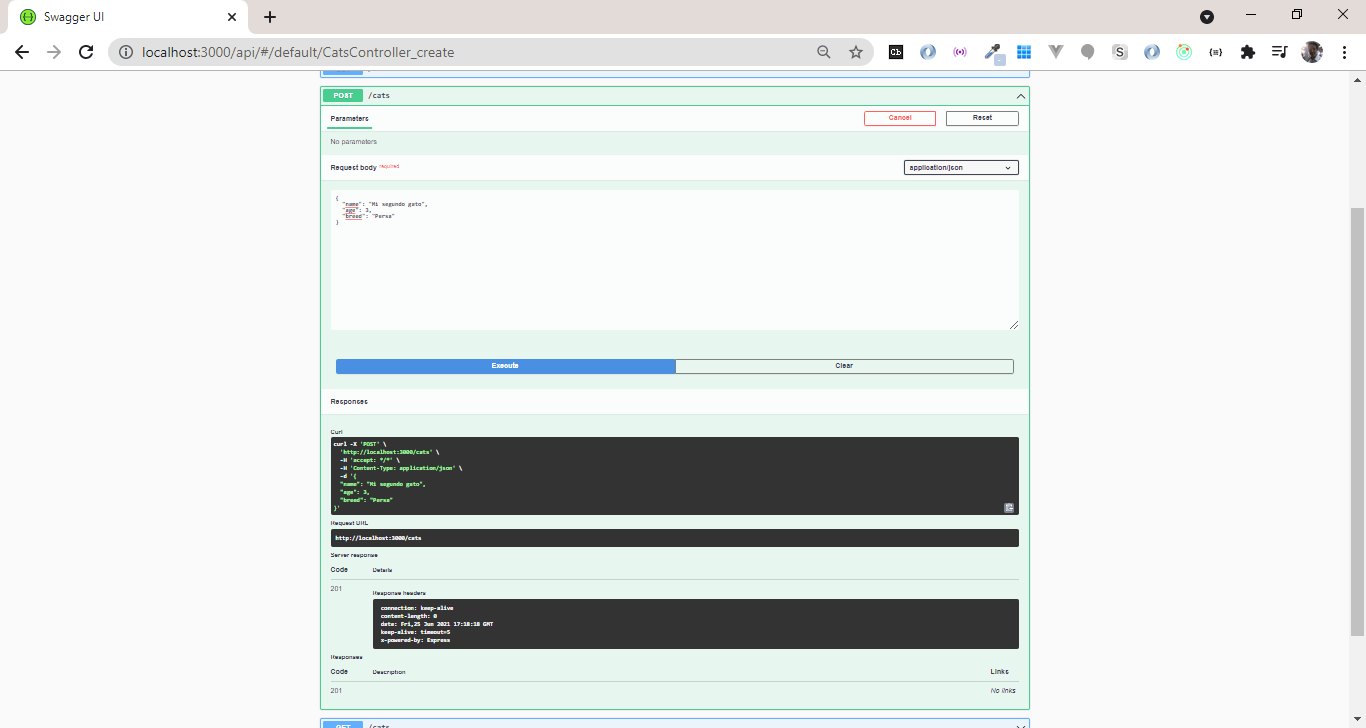 Swagger UI
localhost:3000/api/#/default/CatsController_create
POST /cats
Parameters
Cancel
Reset
No parameters
Request body required
application/json
{
"name": "Mi segundo gato",
"age": 3,
"breed": "Persa"
}
Execute
Clear
Responses
Curl
curl -X 'POST' \
'http://localhost:3000/cats' \
-H 'accept: */*' \
-H 'Content-Type: application/json' \
-d '{
"name": "Mi segundo gato",
"age": 3,
"breed": "Persa"
}'
Request URL
http://localhost:3000/cats
Server response
Code Details
201
Response headers
connection: keep-alive
content-length: 0
date: Fri,25 Jun 2021 17:18:18 GMT
keep-alive: timeout=5
x-powered-by: Express
Responses
Code Description Links
201 No links
GET /cats